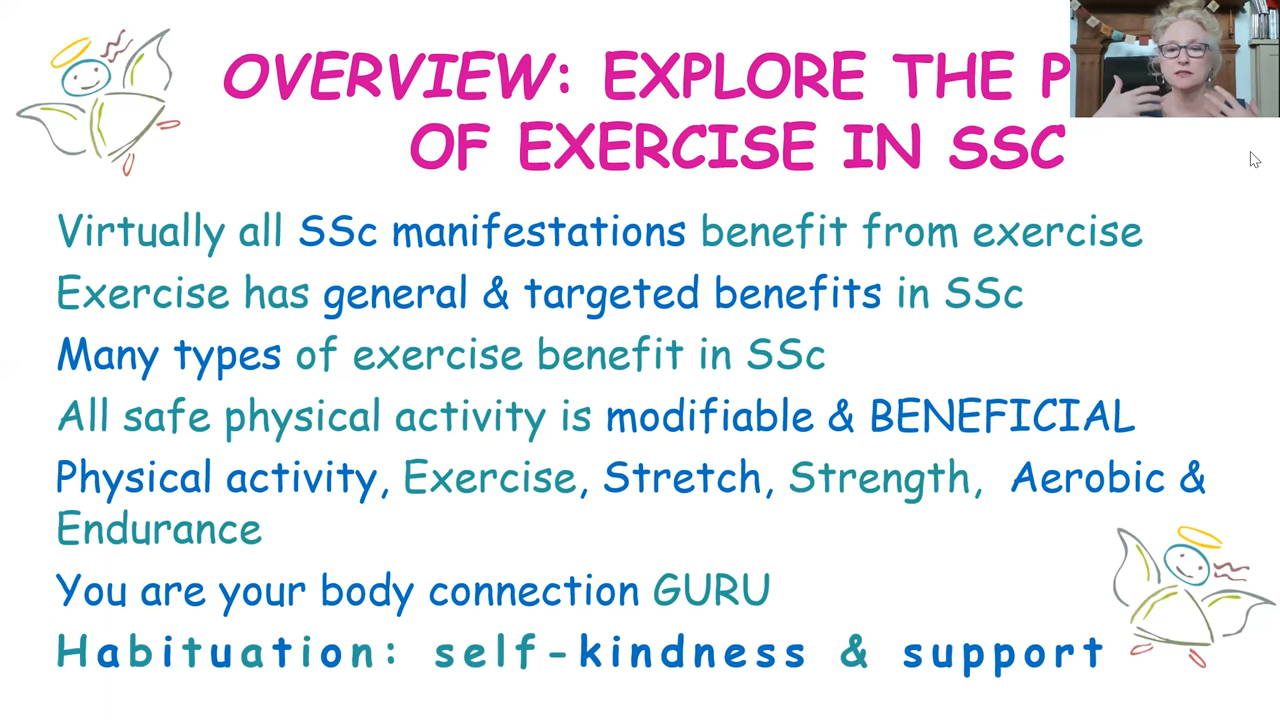 OVERVIEW: EXPLORE THE
OF EXERCISE IN SSC
Virtually all SSc manifestations benefit from exercise
Exercise has general & targeted benefits in SSc
Many types of exercise benefit in SSc
All safe physical activity is modifiable & BENEFICIAL
Physical activity, Exercise, Stretch, Strength, Aerobic &
Endurance
You are your body connection GURU
Habituation: self-kindness & support